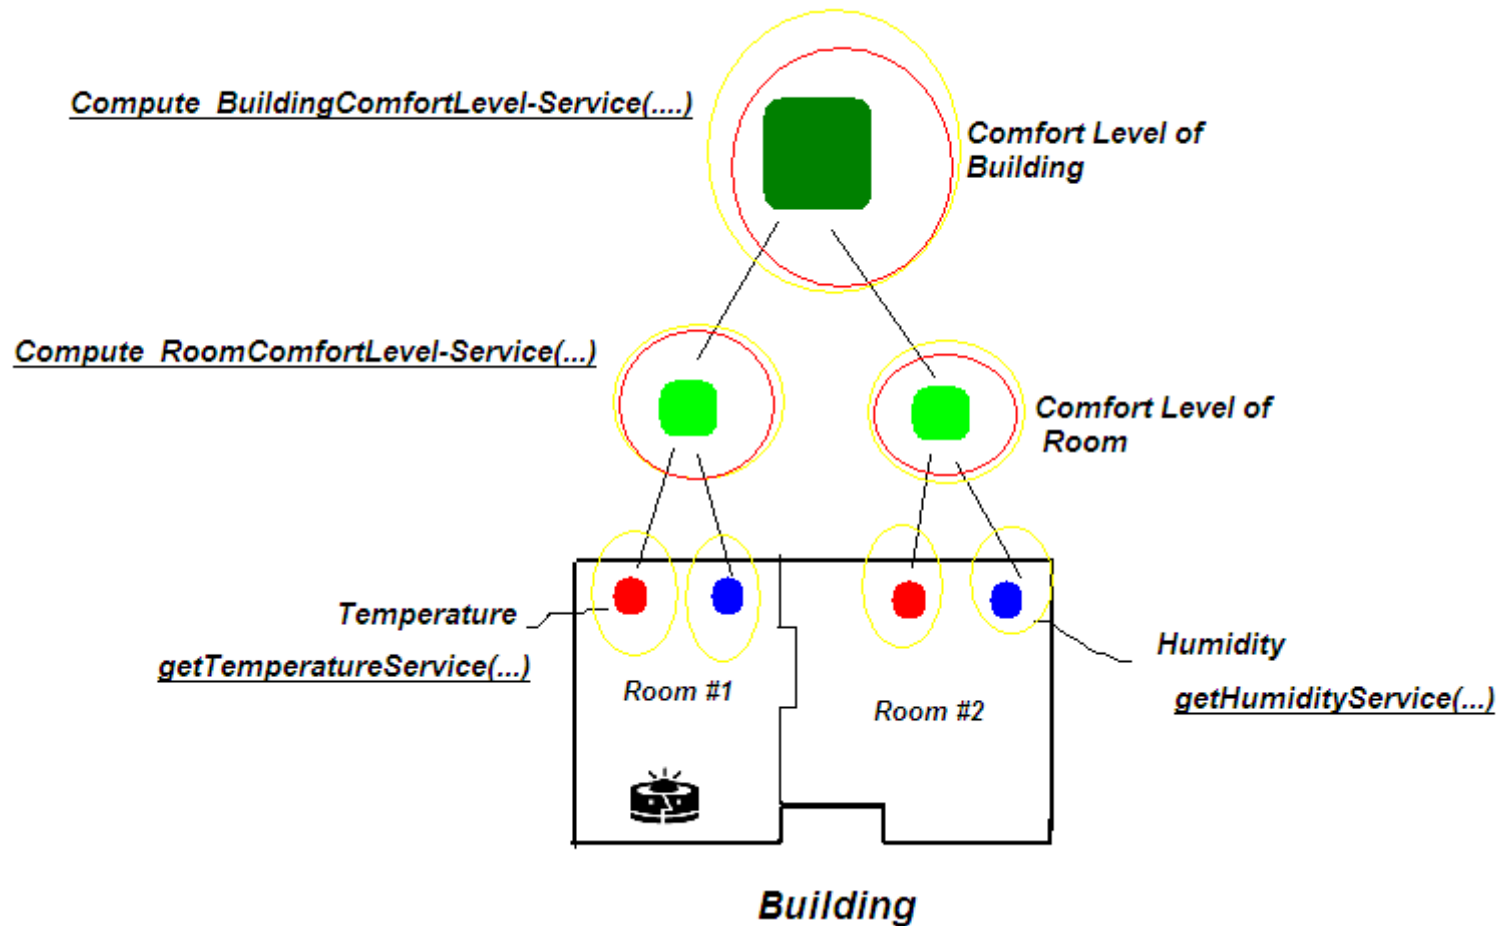 Compute BuildingComfortLevel-Service(....)
Comfort Level of
Building
Compute RoomComfortLevel-Service(...)
Comfort Level of
Room
Temperature
getTemperatureService(...)
Humidity
getHumidityService(...)
Room #1
Room #2
Building